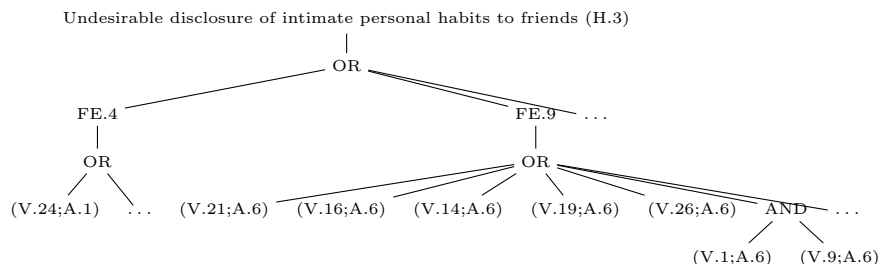 Undesirable disclosure of intimate personal habits to friends (H.3)
OR
FE.4 FE.9 ...
OR OR
(V.24;A.1) ... (V.21;A.6) (V.16;A.6) (V.14;A.6) (V.19;A.6) (V.26;A.6) AND ...
(V.1;A.6) (V.9;A.6)